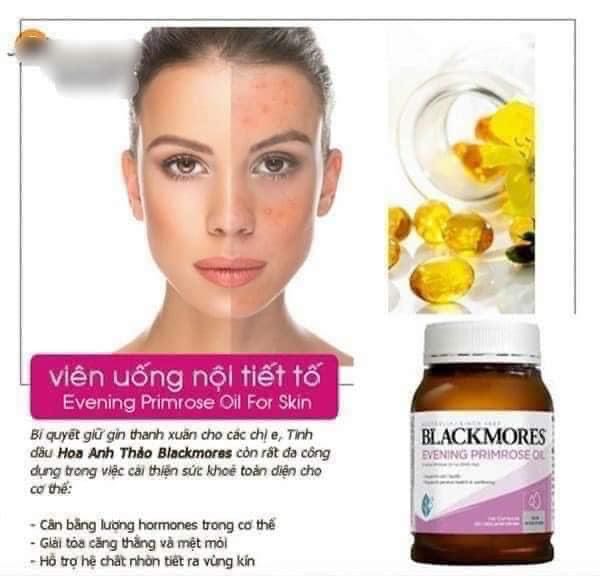 viên uống nội tiết tố
Evening Primrose Oil For Skin
Bí quyết giữ gìn thanh xuân cho các chị e, Tinh
dầu Hoa Anh Thảo Blackmores còn rất đa công
dụng trong việc cải thiện sức khoẻ toàn diện cho
cơ thể:
- Cân bằng lượng hormones trong cơ thể
- Giải tỏa căng thẳng và mệt mỏi
- Hỗ trợ hệ chất nhờn tiết ra vùng kín
BLACKMORES
EVENING PRIMROSE OIL